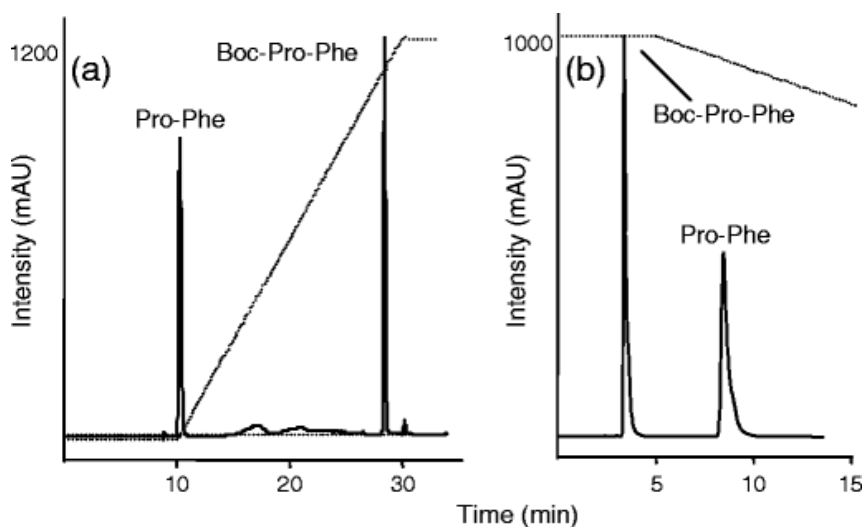 1200
(a)
Boc-Pro-Phe
Pro-Phe
Intensity (mAU)
10
20
30
1000
(b)
Boc-Pro-Phe
Pro-Phe
Intensity (mAU)
5
10
15
Time (min)